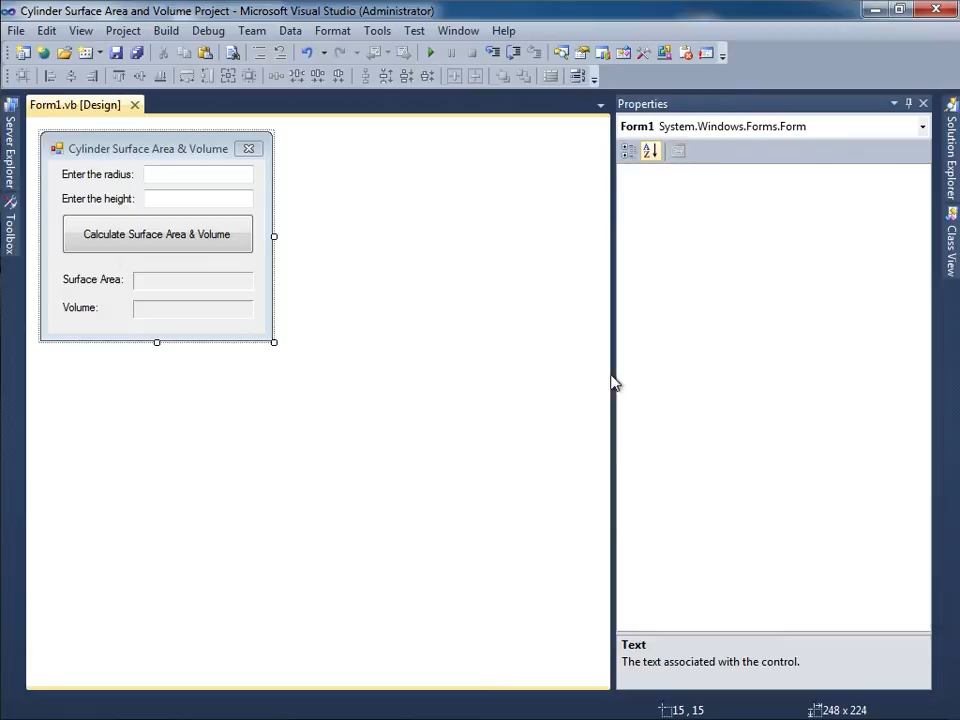 Cylinder Surface Area and Volume Project - Microsoft Visual Studio (Administrator)
File Edit View Project Build Debug Team Data Format Tools Test Window Help
Form1.vb [Design]
Properties
Server Explorer
Toolbox
Cylinder Surface Area & Volume
Enter the radius:
Enter the height:
Calculate Surface Area & Volume
Surface Area:
Volume:
Form1 System.Windows.Forms.Form
Text
The text associated with the control.
Solution Explorer
Class View
15 , 15
248 x 224